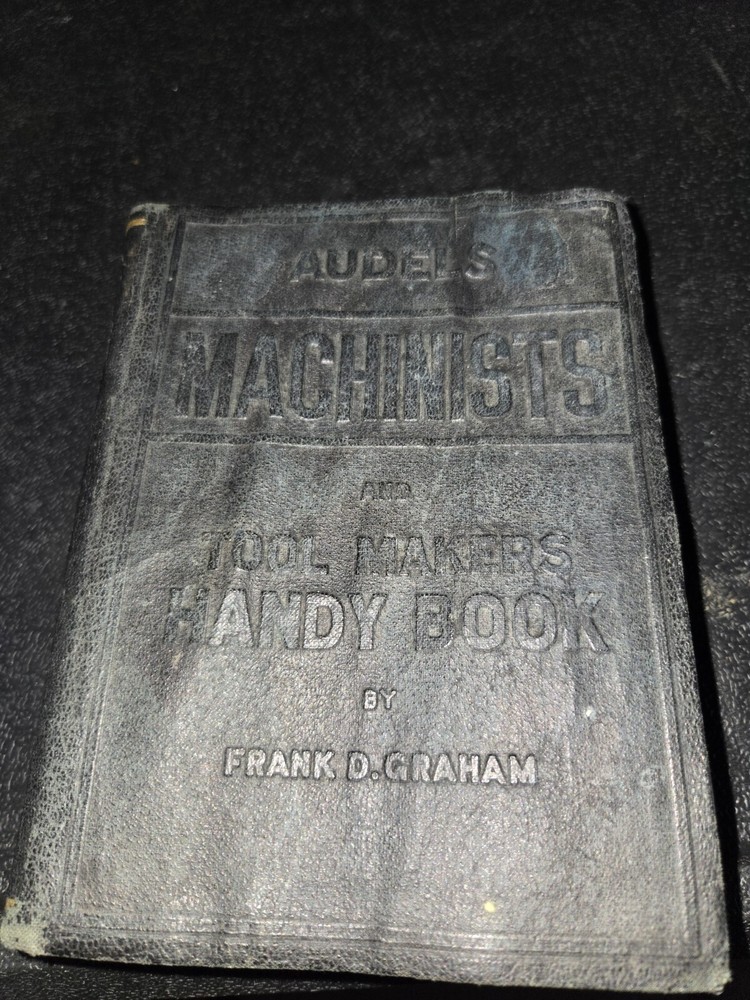 AUDELS
MACHINISTS
AND
TOOL MAKERS
HANDY BOOK
BY
FRANK D. GRAHAM